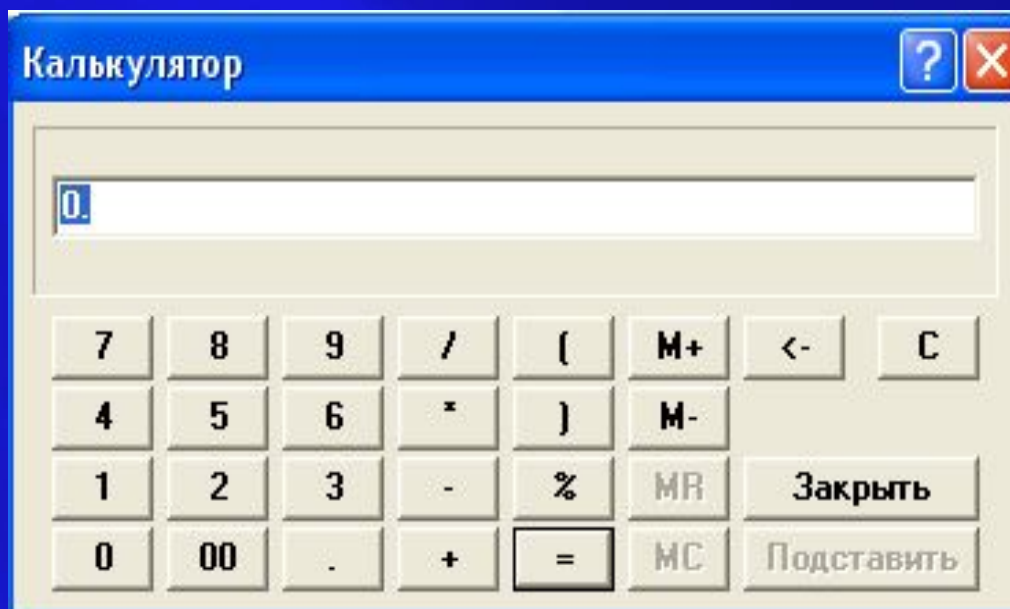 Калькулятор ?
0.
7 8 9 / ( M+ <- C
4 5 6 * ) M-
1 2 3 - % MR Закрыть
0 00 . + = MC Подставить